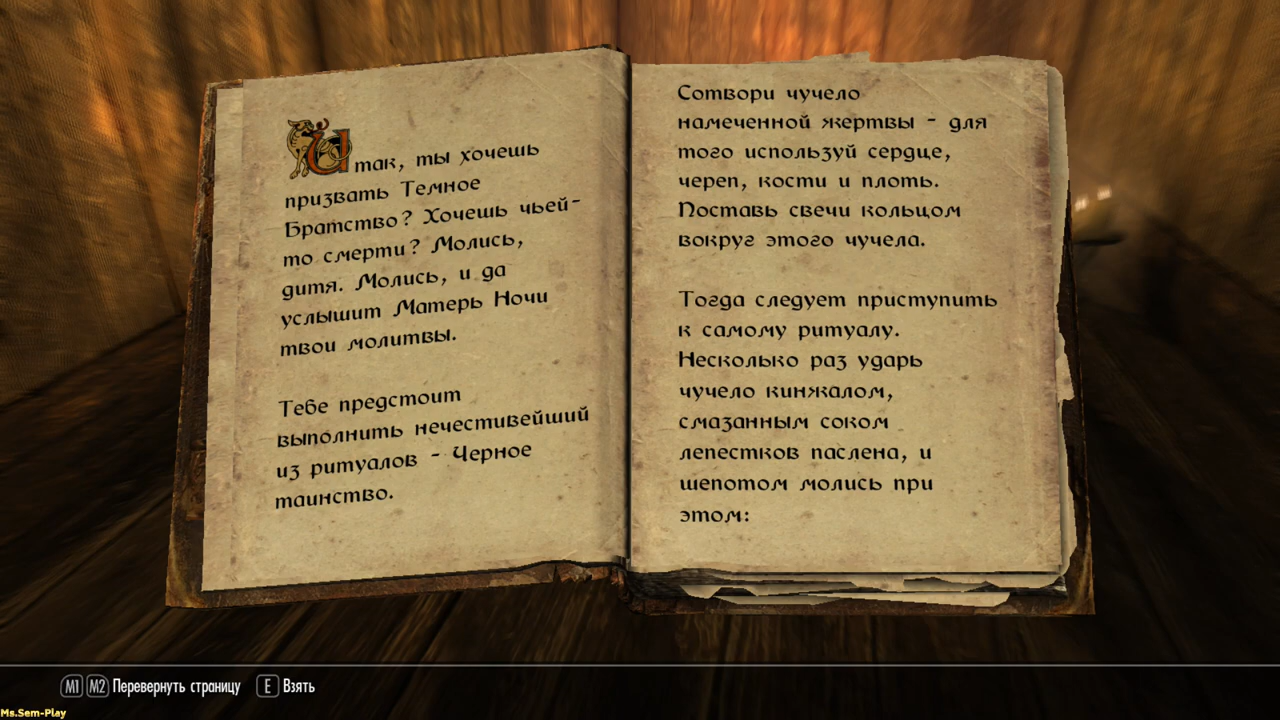 Итак, ты хочешь
призвать Темное
Братство? Хочешь чьей-
то смерти? Молись,
дитя. Молись, и да
услышит Матерь Ночи
твои молитвы.
Тебе предстоит
выполнить нечестивейший
из ритуалов - Черное
таинство.
Сотвори чучело
намеченной жертвы - для
того используй сердце,
череп, кости и плоть.
Поставь свечи кольцом
вокруг этого чучела.
Тогда следует приступить
к самому ритуалу.
Несколько раз ударь
чучело кинжалом,
смазанным соком
лепестков паслена, и
шепотом молись при
этом:
M1 M2 Перевернуть страницу E Взять
Ms.Sem-Play